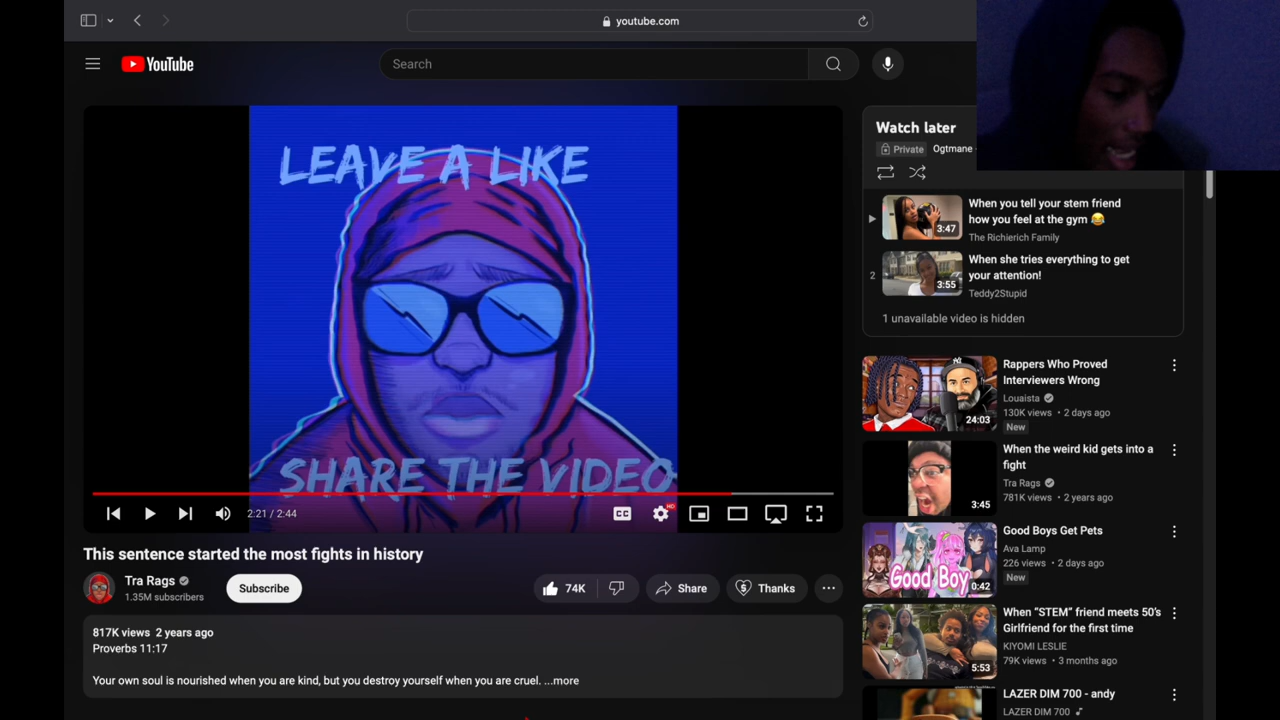 youtube.com
YouTube
Search
LEAVE A LIKE
SHARE THE VIDEO
2:21 / 2:44
CC
HD
This sentence started the most fights in history
Tra Rags
1.35M subscribers
Subscribe
74K
Share
Thanks
817K views 2 years ago
Proverbs 11:17
Your own soul is nourished when you are kind, but you destroy yourself when you are cruel. ...more
Watch later
Private
Ogtmane
3:47
When you tell your stem friend
how you feel at the gym 😂
The Richierich Family
2
3:55
When she tries everything to get
your attention!
Teddy2Stupid
1 unavailable video is hidden
24:03
Rappers Who Proved
Interviewers Wrong
Louaista
130K views • 2 days ago
New
3:45
When the weird kid gets into a
fight
Tra Rags
781K views • 2 years ago
Good Boy
0:42
Good Boys Get Pets
Ava Lamp
226 views • 2 days ago
New
5:53
When “STEM” friend meets 50's
Girlfriend for the first time
KIYOMI LESLIE
79K views • 3 months ago
LAZER DIM 700 - andy
LAZER DIM 700